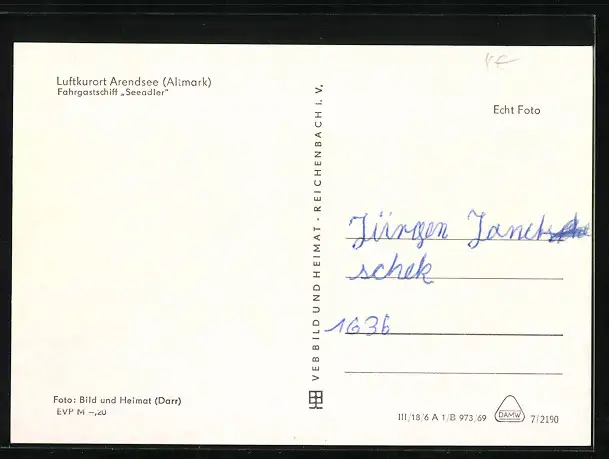 Luftkurort Arendsee (Altmark)
Fahrgastschiff „Seeadler"
Echt Foto
VEB BILD UND HEIMAT - REICHENBACH I. V.
Jürgen
schek
1636
Foto: Bild und Heimat (Darr)
EVP M –,20
III/18/6 A 1/B 973/69
DAMW
7/2190